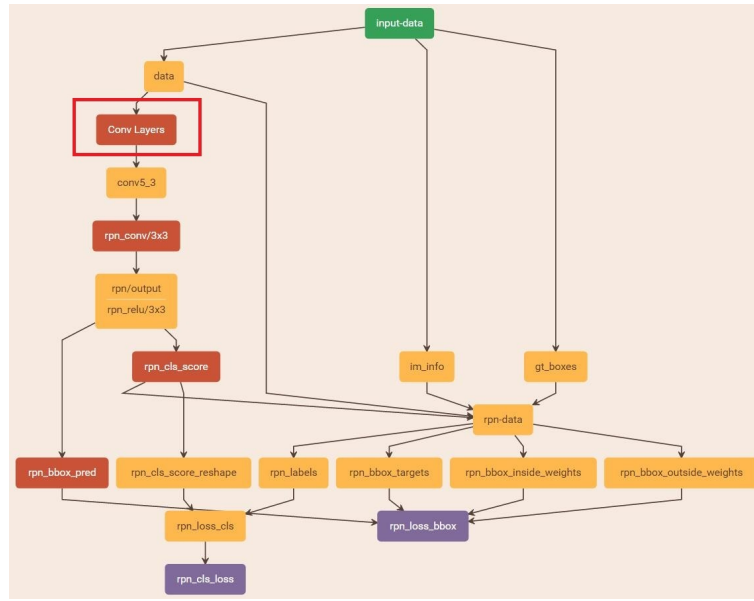 input-data
data
Conv Layers
conv5_3
rpn_conv/3x3
rpn/output
rpn_relu/3x3
rpn_cls_score
im_info
gt_boxes
rpn-data
rpn_bbox_pred
rpn_cls_score_reshape
rpn_labels
rpn_bbox_targets
rpn_bbox_inside_weights
rpn_bbox_outside_weights
rpn_loss_cls
rpn_loss_bbox
rpn_cls_loss